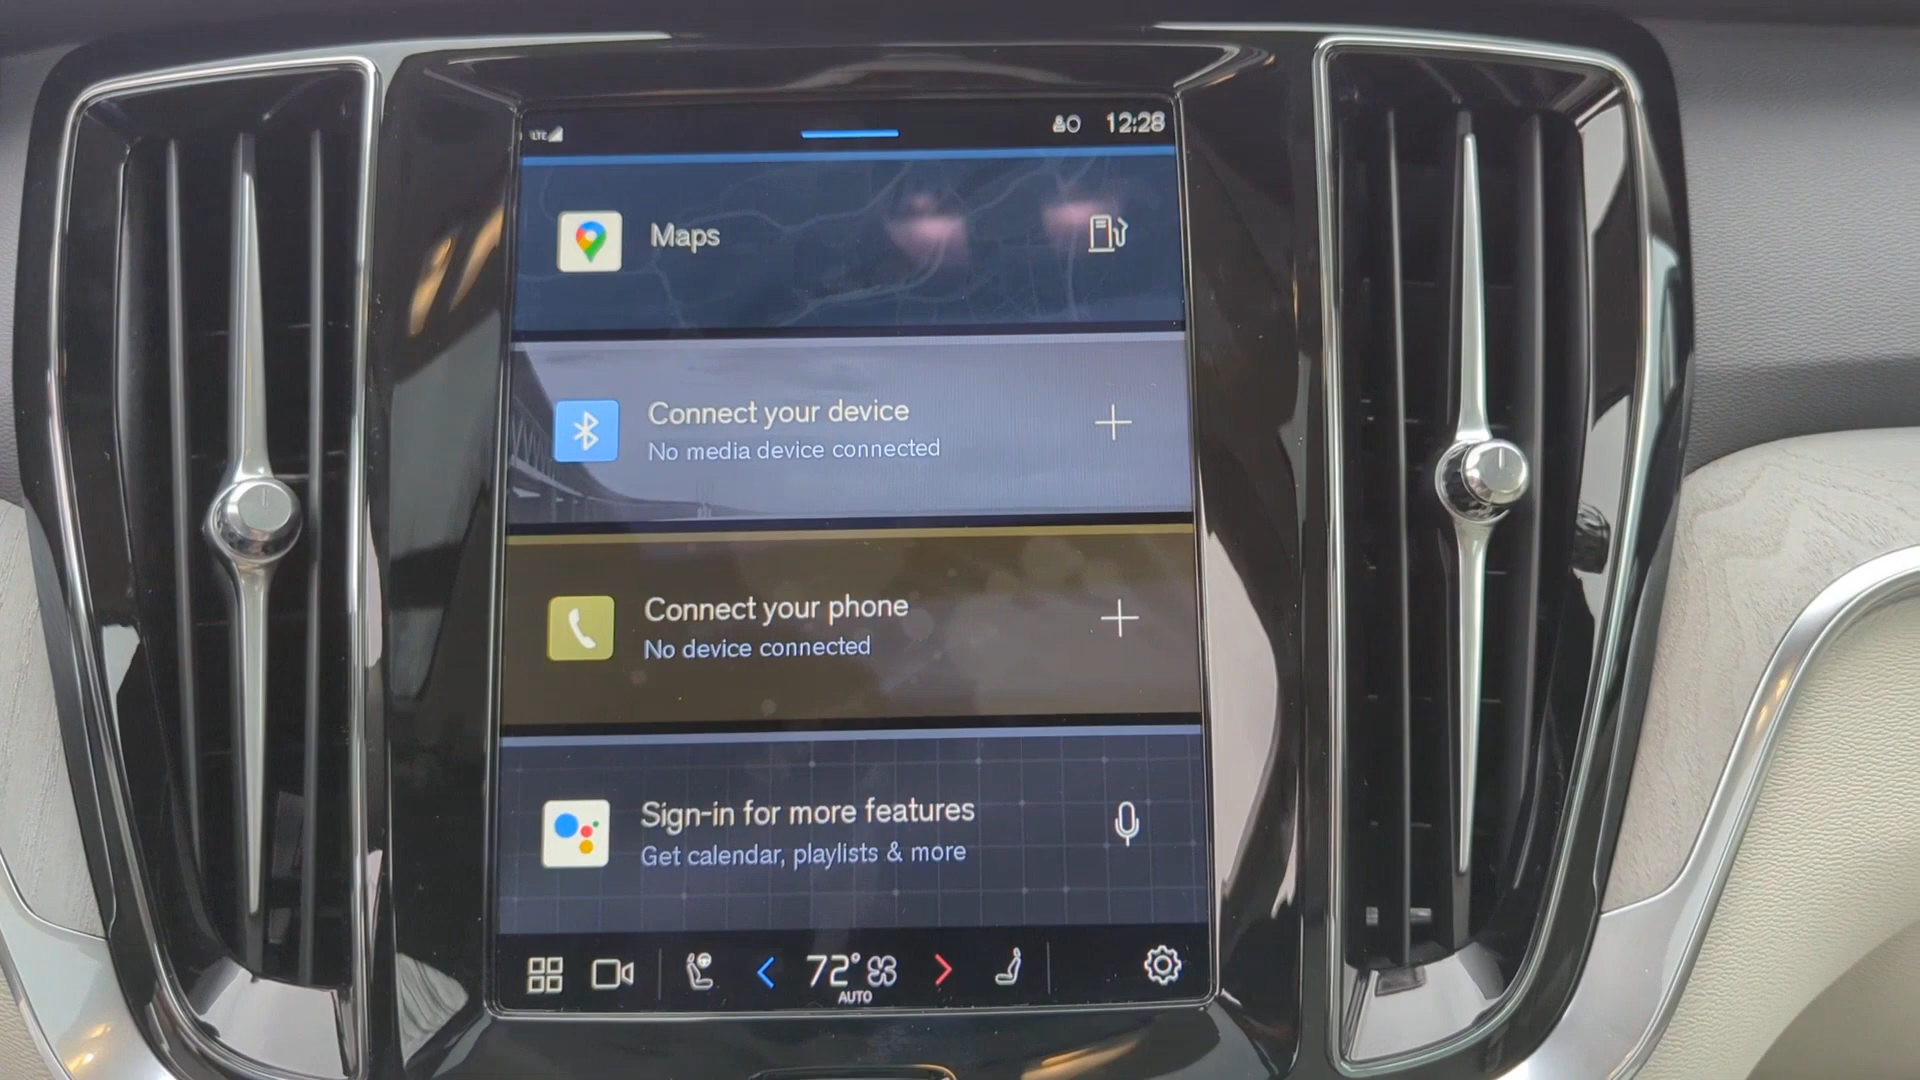 LTE 12:28
Maps
Connect your device
No media device connected
Connect your phone
No device connected
Sign-in for more features
Get calendar, playlists & more
72°
AUTO